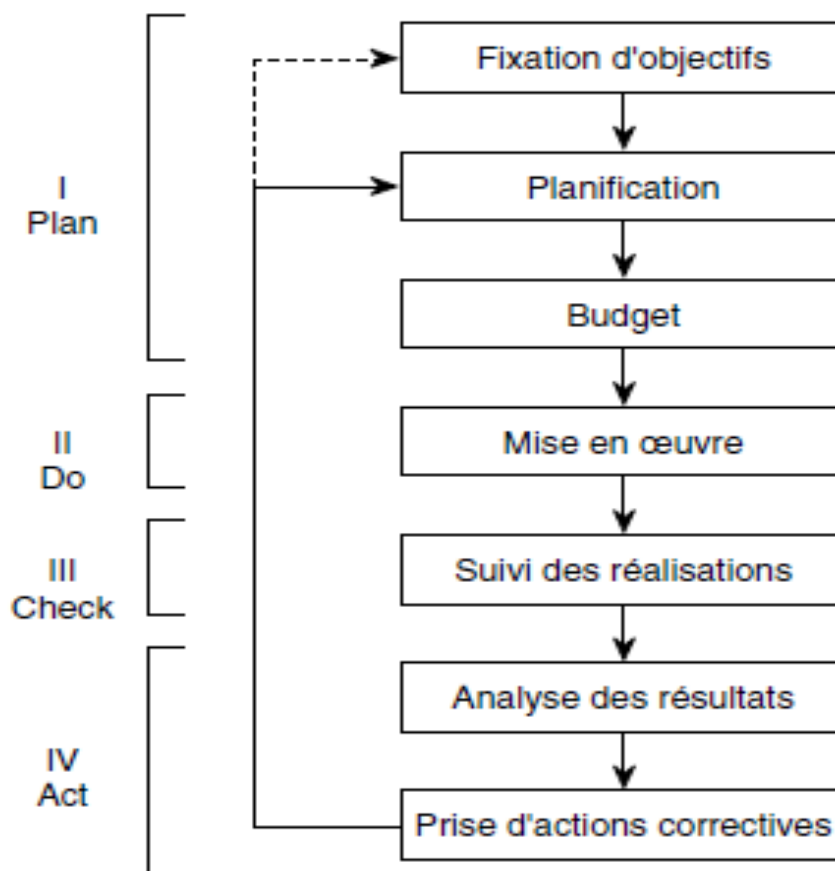 Fixation d'objectifs
I
Plan
Planification
Budget
II
Do
Mise en œuvre
III
Check
Suivi des réalisations
Analyse des résultats
IV
Act
Prise d'actions correctives